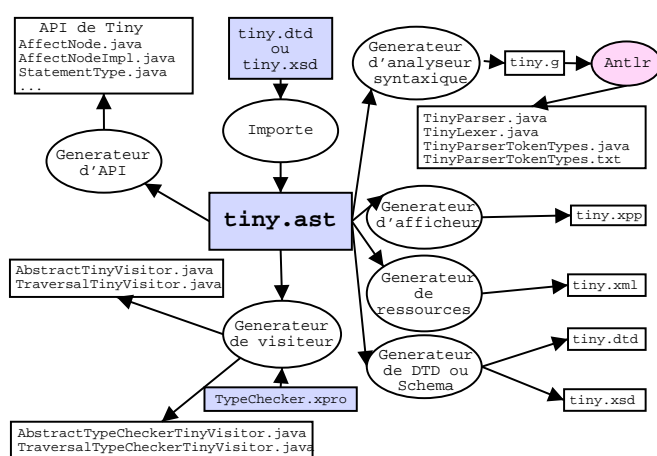 API de Tiny
AffectNode.java
AffectNodeImpl.java
StatementType.java
...
tiny.dtd
ou
tiny.xsd
Generateur
d'analyseur
syntaxique
tiny.g
Antlr
TinyParser.java
TinyLexer.java
TinyParserTokenTypes.java
TinyParserTokenTypes.txt
Importe
Generateur
d'API
tiny.ast
Generateur
d'afficheur
tiny.xpp
AbstractTinyVisitor.java
TraversalTinyVisitor.java
Generateur
de
ressources
tiny.xml
Generateur
de visiteur
Generateur
de DTD ou
Schema
tiny.dtd
tiny.xsd
TypeChecker.xpro
AbstractTypeCheckerTinyVisitor.java
TraversalTypeCheckerTinyVisitor.java